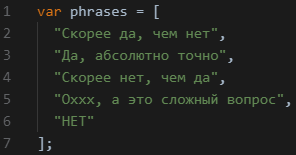 1 var phrases = [
2 "Скорее да, чем нет",
3 "Да, абсолютно точно",
4 "Скорее нет, чем да",
5 "Оххх, а это сложный вопрос",
6 "НЕТ"
7 ];